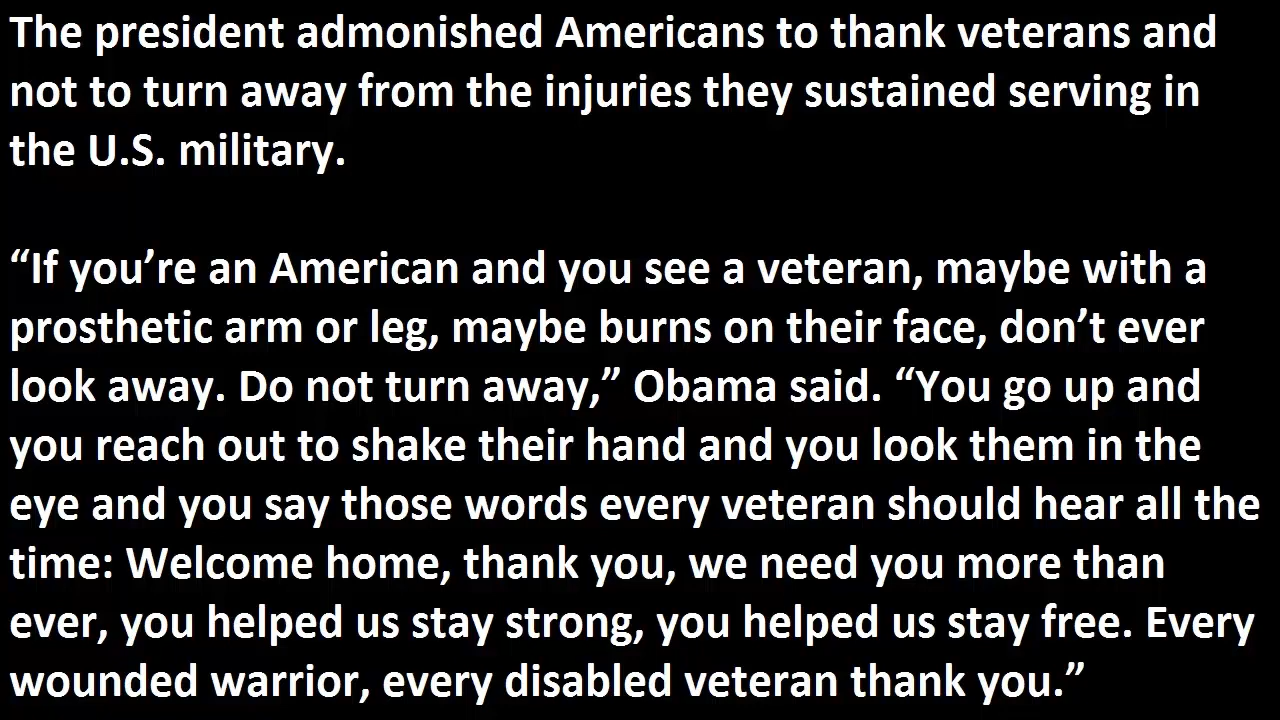 The president admonished Americans to thank veterans and
not to turn away from the injuries they sustained serving in
the U.S. military.
“If you’re an American and you see a veteran, maybe with a
prosthetic arm or leg, maybe burns on their face, don’t ever
look away. Do not turn away,” Obama said. “You go up and
you reach out to shake their hand and you look them in the
eye and you say those words every veteran should hear all the
time: Welcome home, thank you, we need you more than
ever, you helped us stay strong, you helped us stay free. Every
wounded warrior, every disabled veteran thank you.”